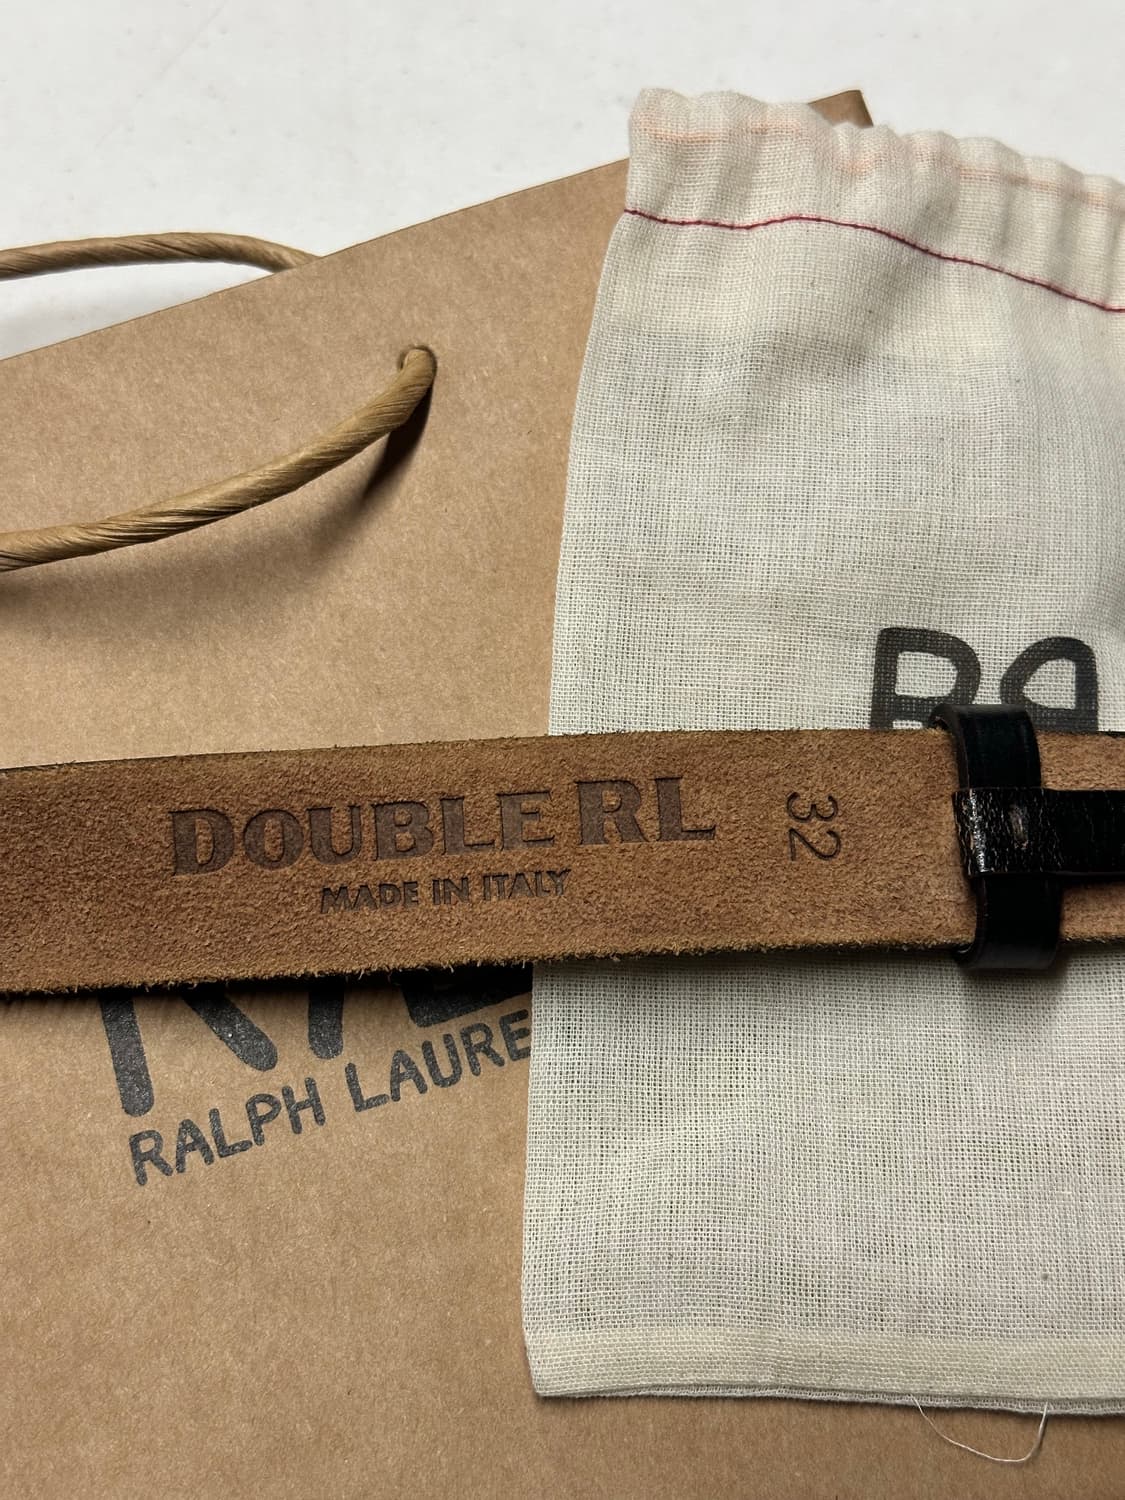 DOUBLE RL
MADE IN ITALY
32
RALPH LAURE